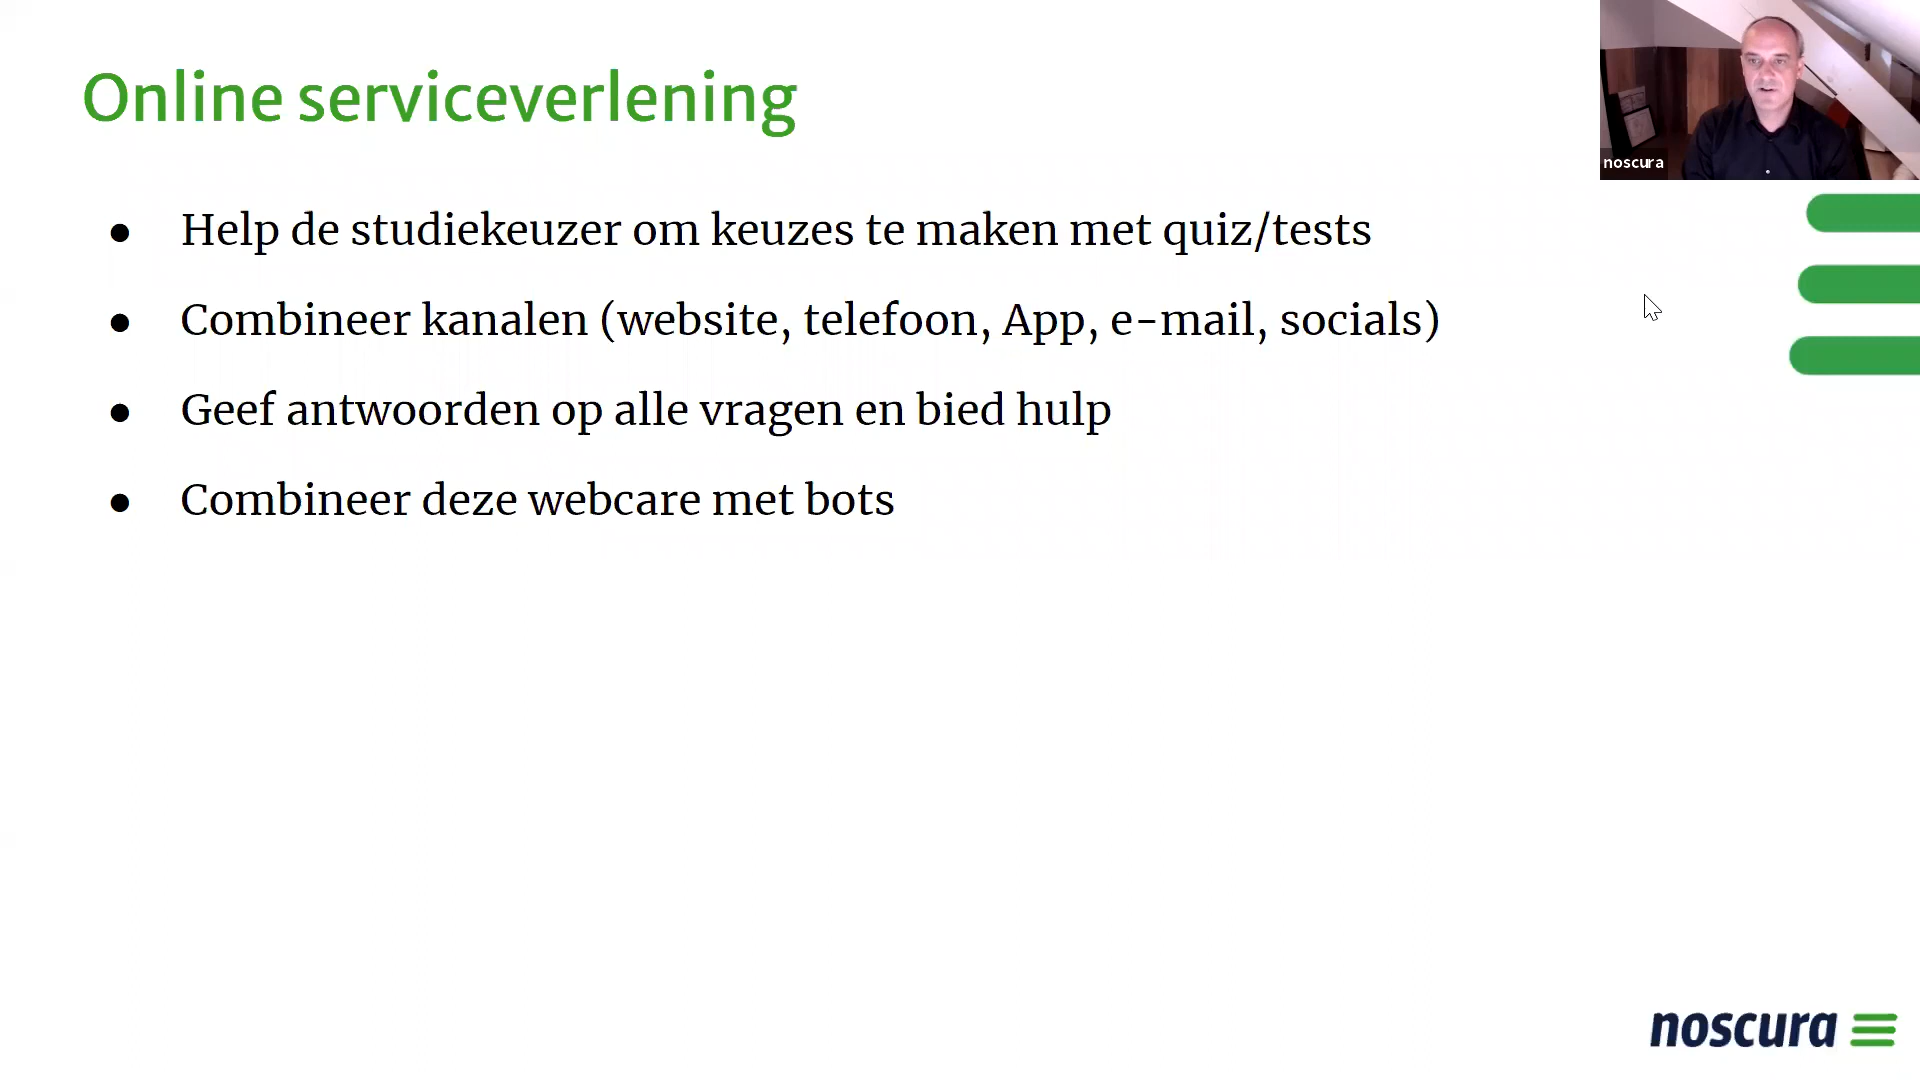 Online serviceverlening
noscura
● Help de studiekeuzer om keuzes te maken met quiz/tests
● Combineer kanalen (website, telefoon, App, e-mail, socials)
● Geef antwoorden op alle vragen en bied hulp
● Combineer deze webcare met bots
noscura